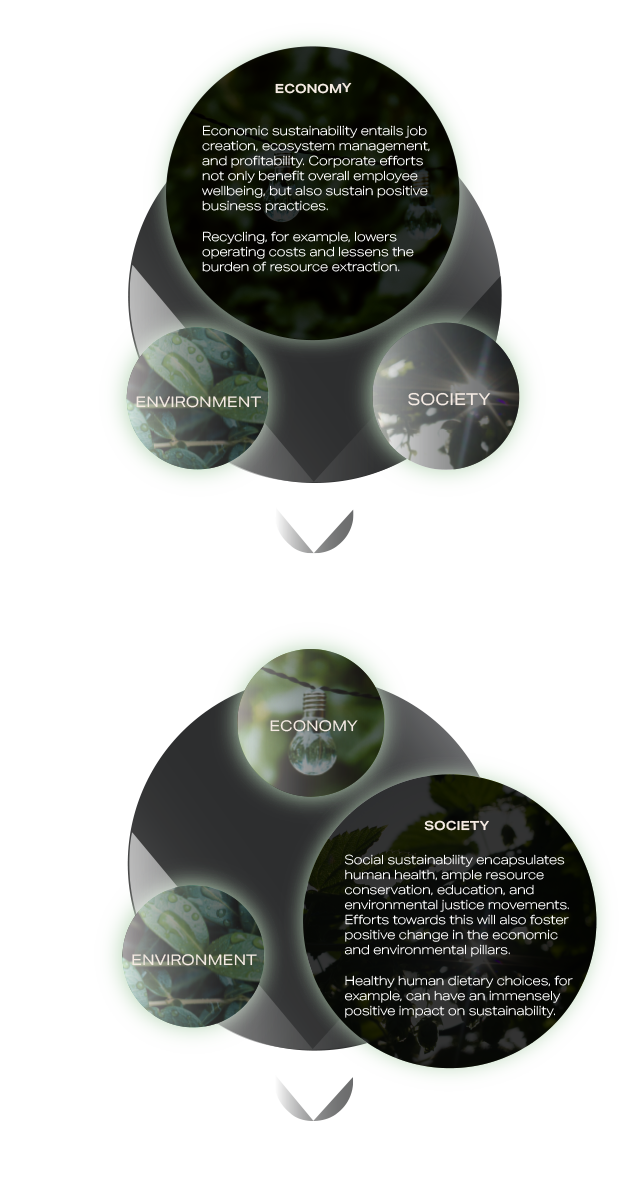 ECONOMY
Economic sustainability entails job
creation, ecosystem management,
and profitability. Corporate efforts
not only benefit overall employee
wellbeing, but also sustain positive
business practices.
Recycling, for example, lowers
operating costs and lessens the
burden of resource extraction.
ENVIRONMENT
SOCIETY
ECONOMY
SOCIETY
Social sustainability encapsulates
human health, ample resource
conservation, education, and
environmental justice movements.
Efforts towards this will also foster
positive change in the economic
and environmental pillars.
Healthy human dietary choices, for
example, can have an immensely
positive impact on sustainability.
ENVIRONMENT